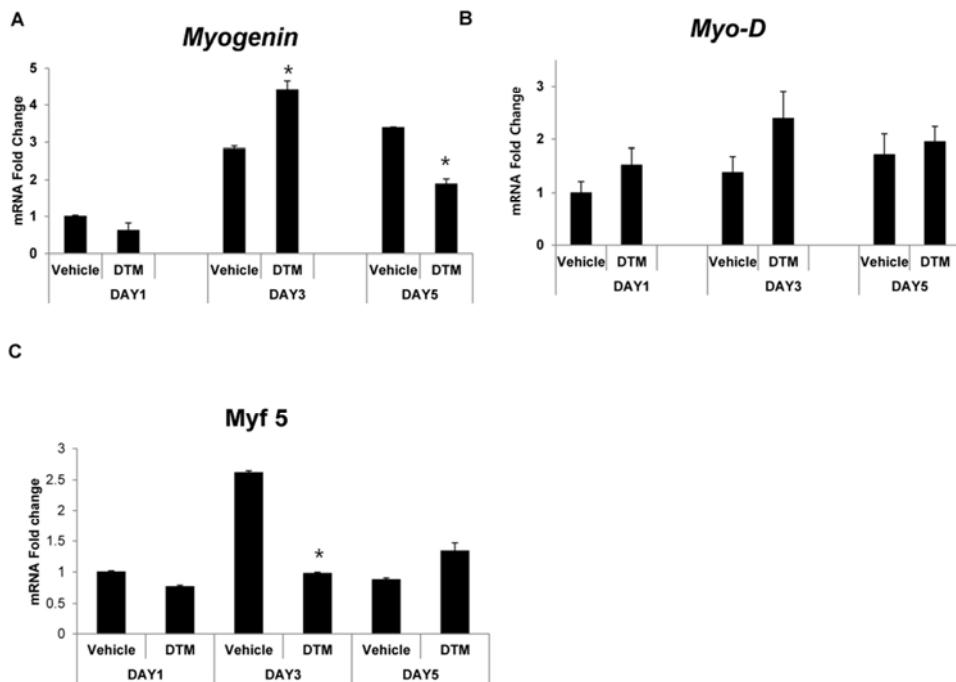 A
Myogenin
mRNA Fold Change
5
4
3
2
1
0
*
*
Vehicle DTM Vehicle DTM Vehicle DTM
DAY1 DAY3 DAY5
B
Myo-D
mRNA Fold Change
3
2
1
0
Vehicle DTM Vehicle DTM Vehicle DTM
DAY1 DAY3 DAY5
C
Myf 5
mRNA Fold change
3
2.5
2
1.5
1
0.5
0
*
Vehicle DTM Vehicle DTM Vehicle DTM
DAY1 DAY3 DAY5